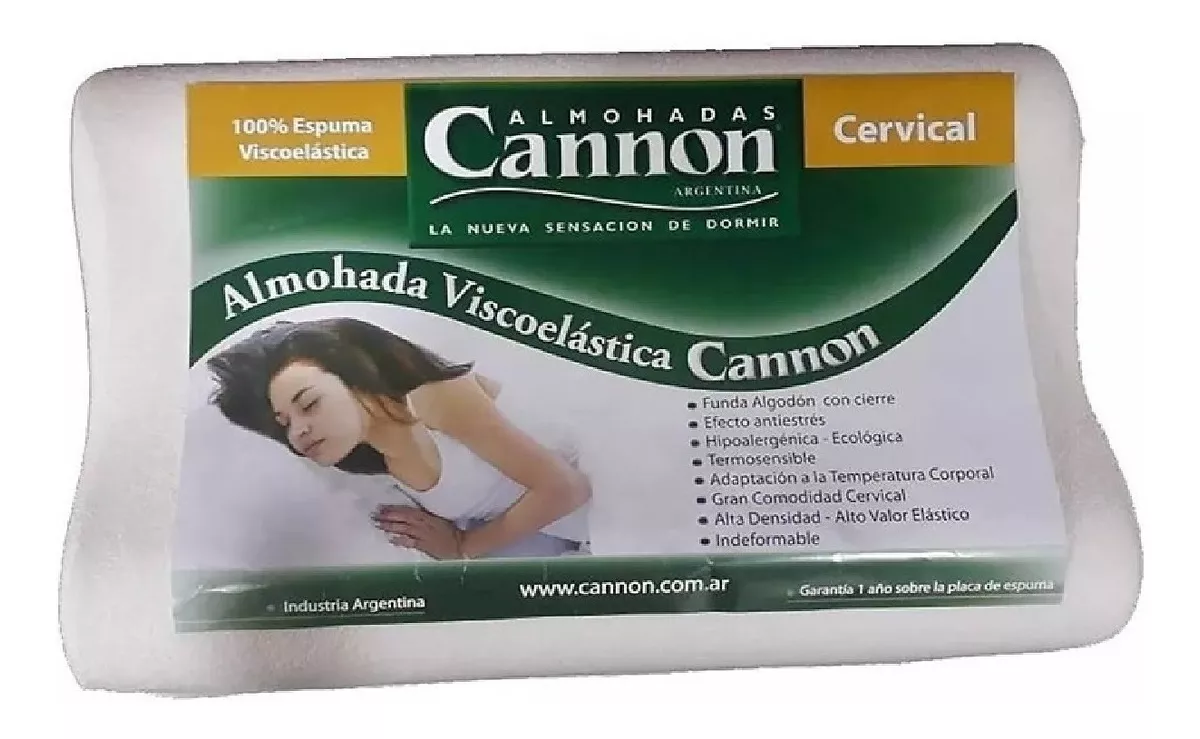 100% Espuma
Viscoelástica
ALMOHADAS
Cannon
ARGENTINA
LA NUEVA SENSACION DE DORMIR
Cervical
Almohada Viscoelástica Cannon
• Funda Algodón con cierre
• Efecto antiestrés
• Hipoalergénica - Ecológica
• Termosensible
• Adaptación a la Temperatura Corporal
• Gran Comodidad Cervical
• Alta Densidad - Alto Valor Elástico
• Indeformable
• Industria Argentina
www.cannon.com.ar
• Garantía 1 año sobre la placa de espuma